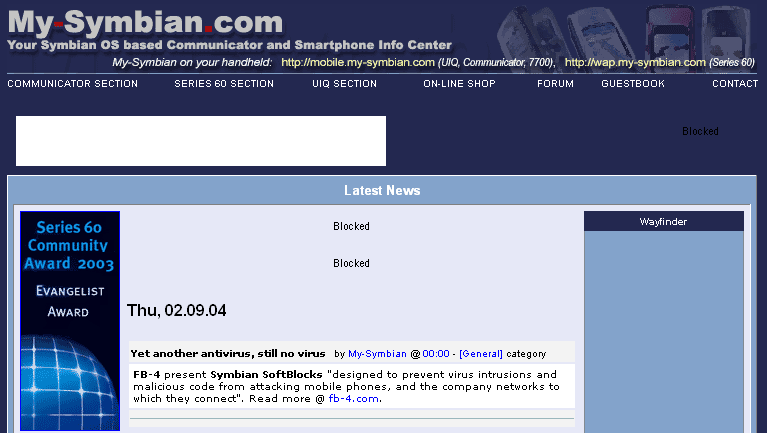 My-Symbian.com
Your Symbian OS based Communicator and Smartphone Info Center
My-Symbian on your handheld: http://mobile.my-symbian.com (UIQ, Communicator, 7700), http://wap.my-symbian.com (Series 60)
COMMUNICATOR SECTION SERIES 60 SECTION UIQ SECTION ON-LINE SHOP FORUM GUESTBOOK CONTACT
Blocked
Latest News
Series 60
Community
Award 2003
Evangelist
Award
Blocked
Blocked
Wayfinder
Thu, 02.09.04
Yet another antivirus, still no virus by My-Symbian @ 00:00 - [General] category
FB-4 present Symbian SoftBlocks "designed to prevent virus intrusions and
malicious code from attacking mobile phones, and the company networks to
which they connect". Read more @ fb-4.com.